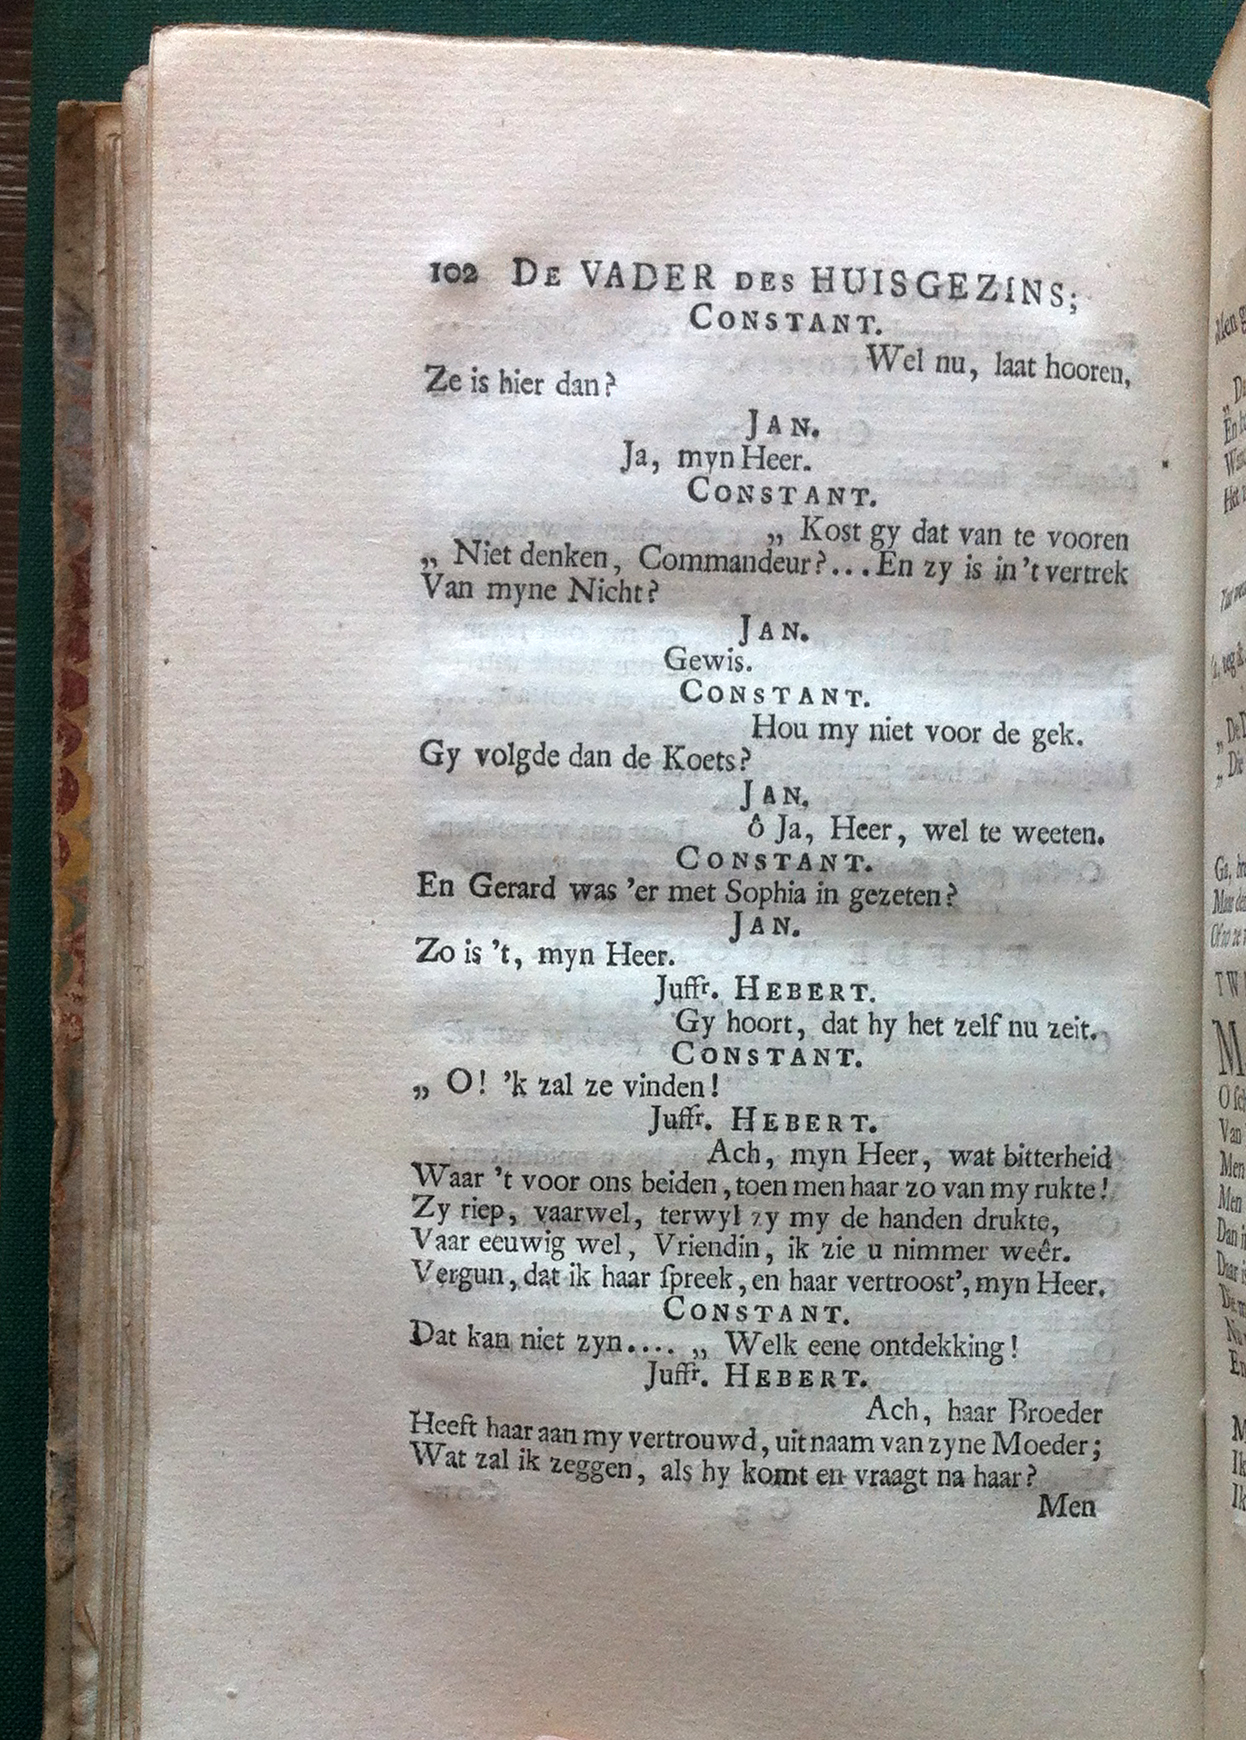 102 DE VADER DES HUISGEZINS;
CONSTANT.
Wel nu, laat hooren,
Ze is hier dan?
JAN.
Ja, myn Heer.
CONSTANT.
„ Kost gy dat van te vooren
„ Niet denken, Commandeur?... En zy is in 't vertrek
Van myne Nicht?
JAN.
Gewis.
CONSTANT.
Hou my niet voor de gek.
Gy volgde dan de Koets?
JAN.
ô Ja, Heer, wel te weeten.
CONSTANT.
En Gerard was 'er met Sophia in gezeten?
JAN.
Zo is 't, myn Heer.
Juffr. HEBERT.
Gy hoort, dat hy het zelf nu zeit.
CONSTANT.
„ O! 'k zal ze vinden!
Juffr. HEBERT.
Ach, myn Heer, wat bitterheid
Waar 't voor ons beiden, toen men haar zo van my rukte!
Zy riep, vaarwel, terwyl zy my de handen drukte,
Vaar eeuwig wel, Vriendin, ik zie u nimmer weêr.
Vergun, dat ik haar ſpreek, en haar vertroost', myn Heer.
CONSTANT.
Dat kan niet zyn.... „ Welk eene ontdekking!
Juffr. HEBERT.
Ach, haar Broeder
Heeft haar aan my vertrouwd, uit naam van zyne Moeder;
Wat zal ik zeggen, als hy komt en vraagt na haar?
Men